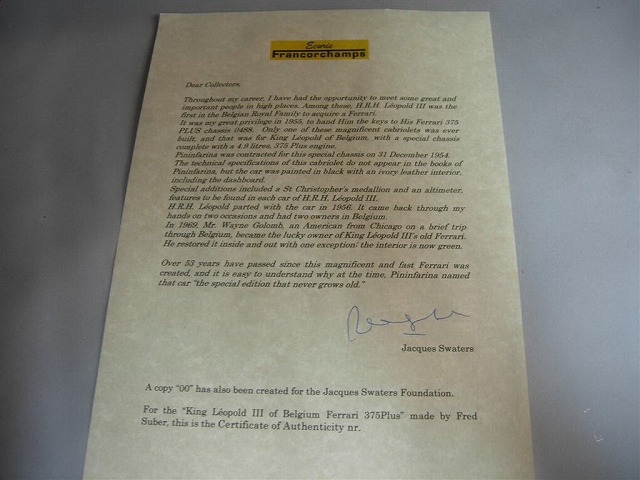 Ecurie
Francorchamps
Dear Collectors,
Throughout my career, I have had the opportunity to meet some great and
important people in high places. Among these, H.R.H. Léopold III was the
first in the Belgian Royal Family to acquire a Ferrari.
It was my great privilege in 1955, to hand Him the keys to His Ferrari 375
PLUS chassis 0488. Only one of these magnificent cabriolets was ever
built, and that was for King Léopold of Belgium, with a special chassis
complete with a 4.9 litres, 375 Plus engine.
Pininfarina was contracted for this special chassis on 31 December 1954.
The technical specifications of this cabriolet do not appear in the books of
Pininfarina, but the car was painted in black with an ivory leather interior,
including the dashboard.
Special additions included a St Christopher's medallion and an altimeter,
features to be found in each car of H.R.H. Léopold III.
H.R.H. Léopold parted with the car in 1956. It came back through my
hands on two occasions and had two owners in Belgium.
In 1969, Mr. Wayne Golomb, an American from Chicago on a brief trip
through Belgium, became the lucky owner of King Léopold III's old Ferrari.
He restored it inside and out with one exception: the interior is now green.
Over 53 years have passed since this magnificent and fast Ferrari was
created, and it is easy to understand why at the time, Pininfarina named
that car "the special edition that never grows old."
Jacques Swaters
A copy "00" has also been created for the Jacques Swaters Foundation.
For the "King Léopold III of Belgium Ferrari 375Plus" made by Fred
Suber, this is the Certificate of Authenticity nr.